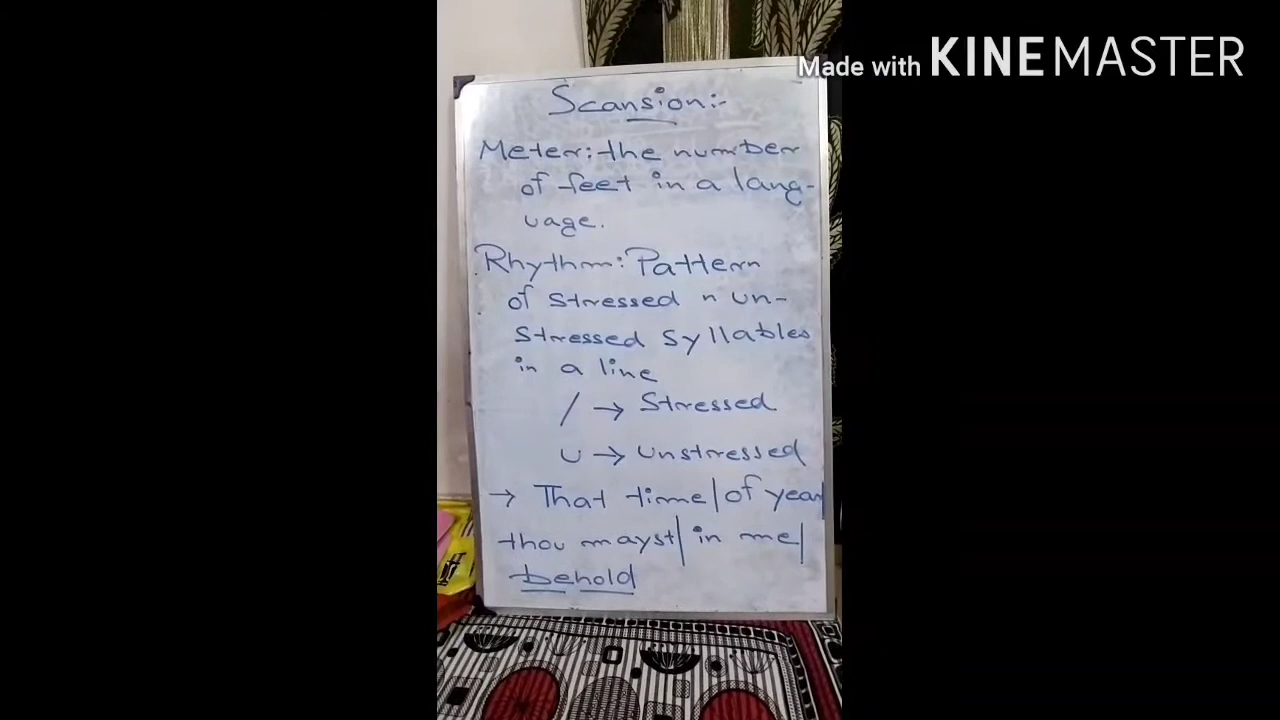 Made with KINEMASTER
Scansion:-
Meter: the number
of feet in a lang-
uage.
Rhythm: Pattern
of stressed n un-
stressed syllables
in a line
/ → Stressed
u → unstressed
→ That time/of year/
thou mayst/in me/
behold